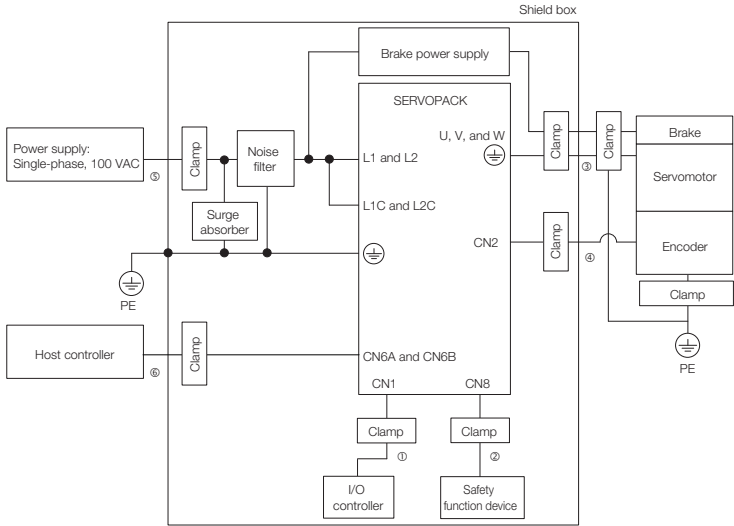 Shield box
Brake power supply
SERVOPACK
U, V, and W
Clamp
Clamp
Brake
Power supply:
Single-phase, 100 VAC
⑤
Clamp
Noise
filter
L1 and L2
③
Servomotor
L1C and L2C
Surge
absorber
CN2
Clamp
④
Encoder
PE
Clamp
Host controller
⑥
Clamp
CN6A and CN6B
PE
CN1
CN8
Clamp
Clamp
①
②
I/O
controller
Safety
function device